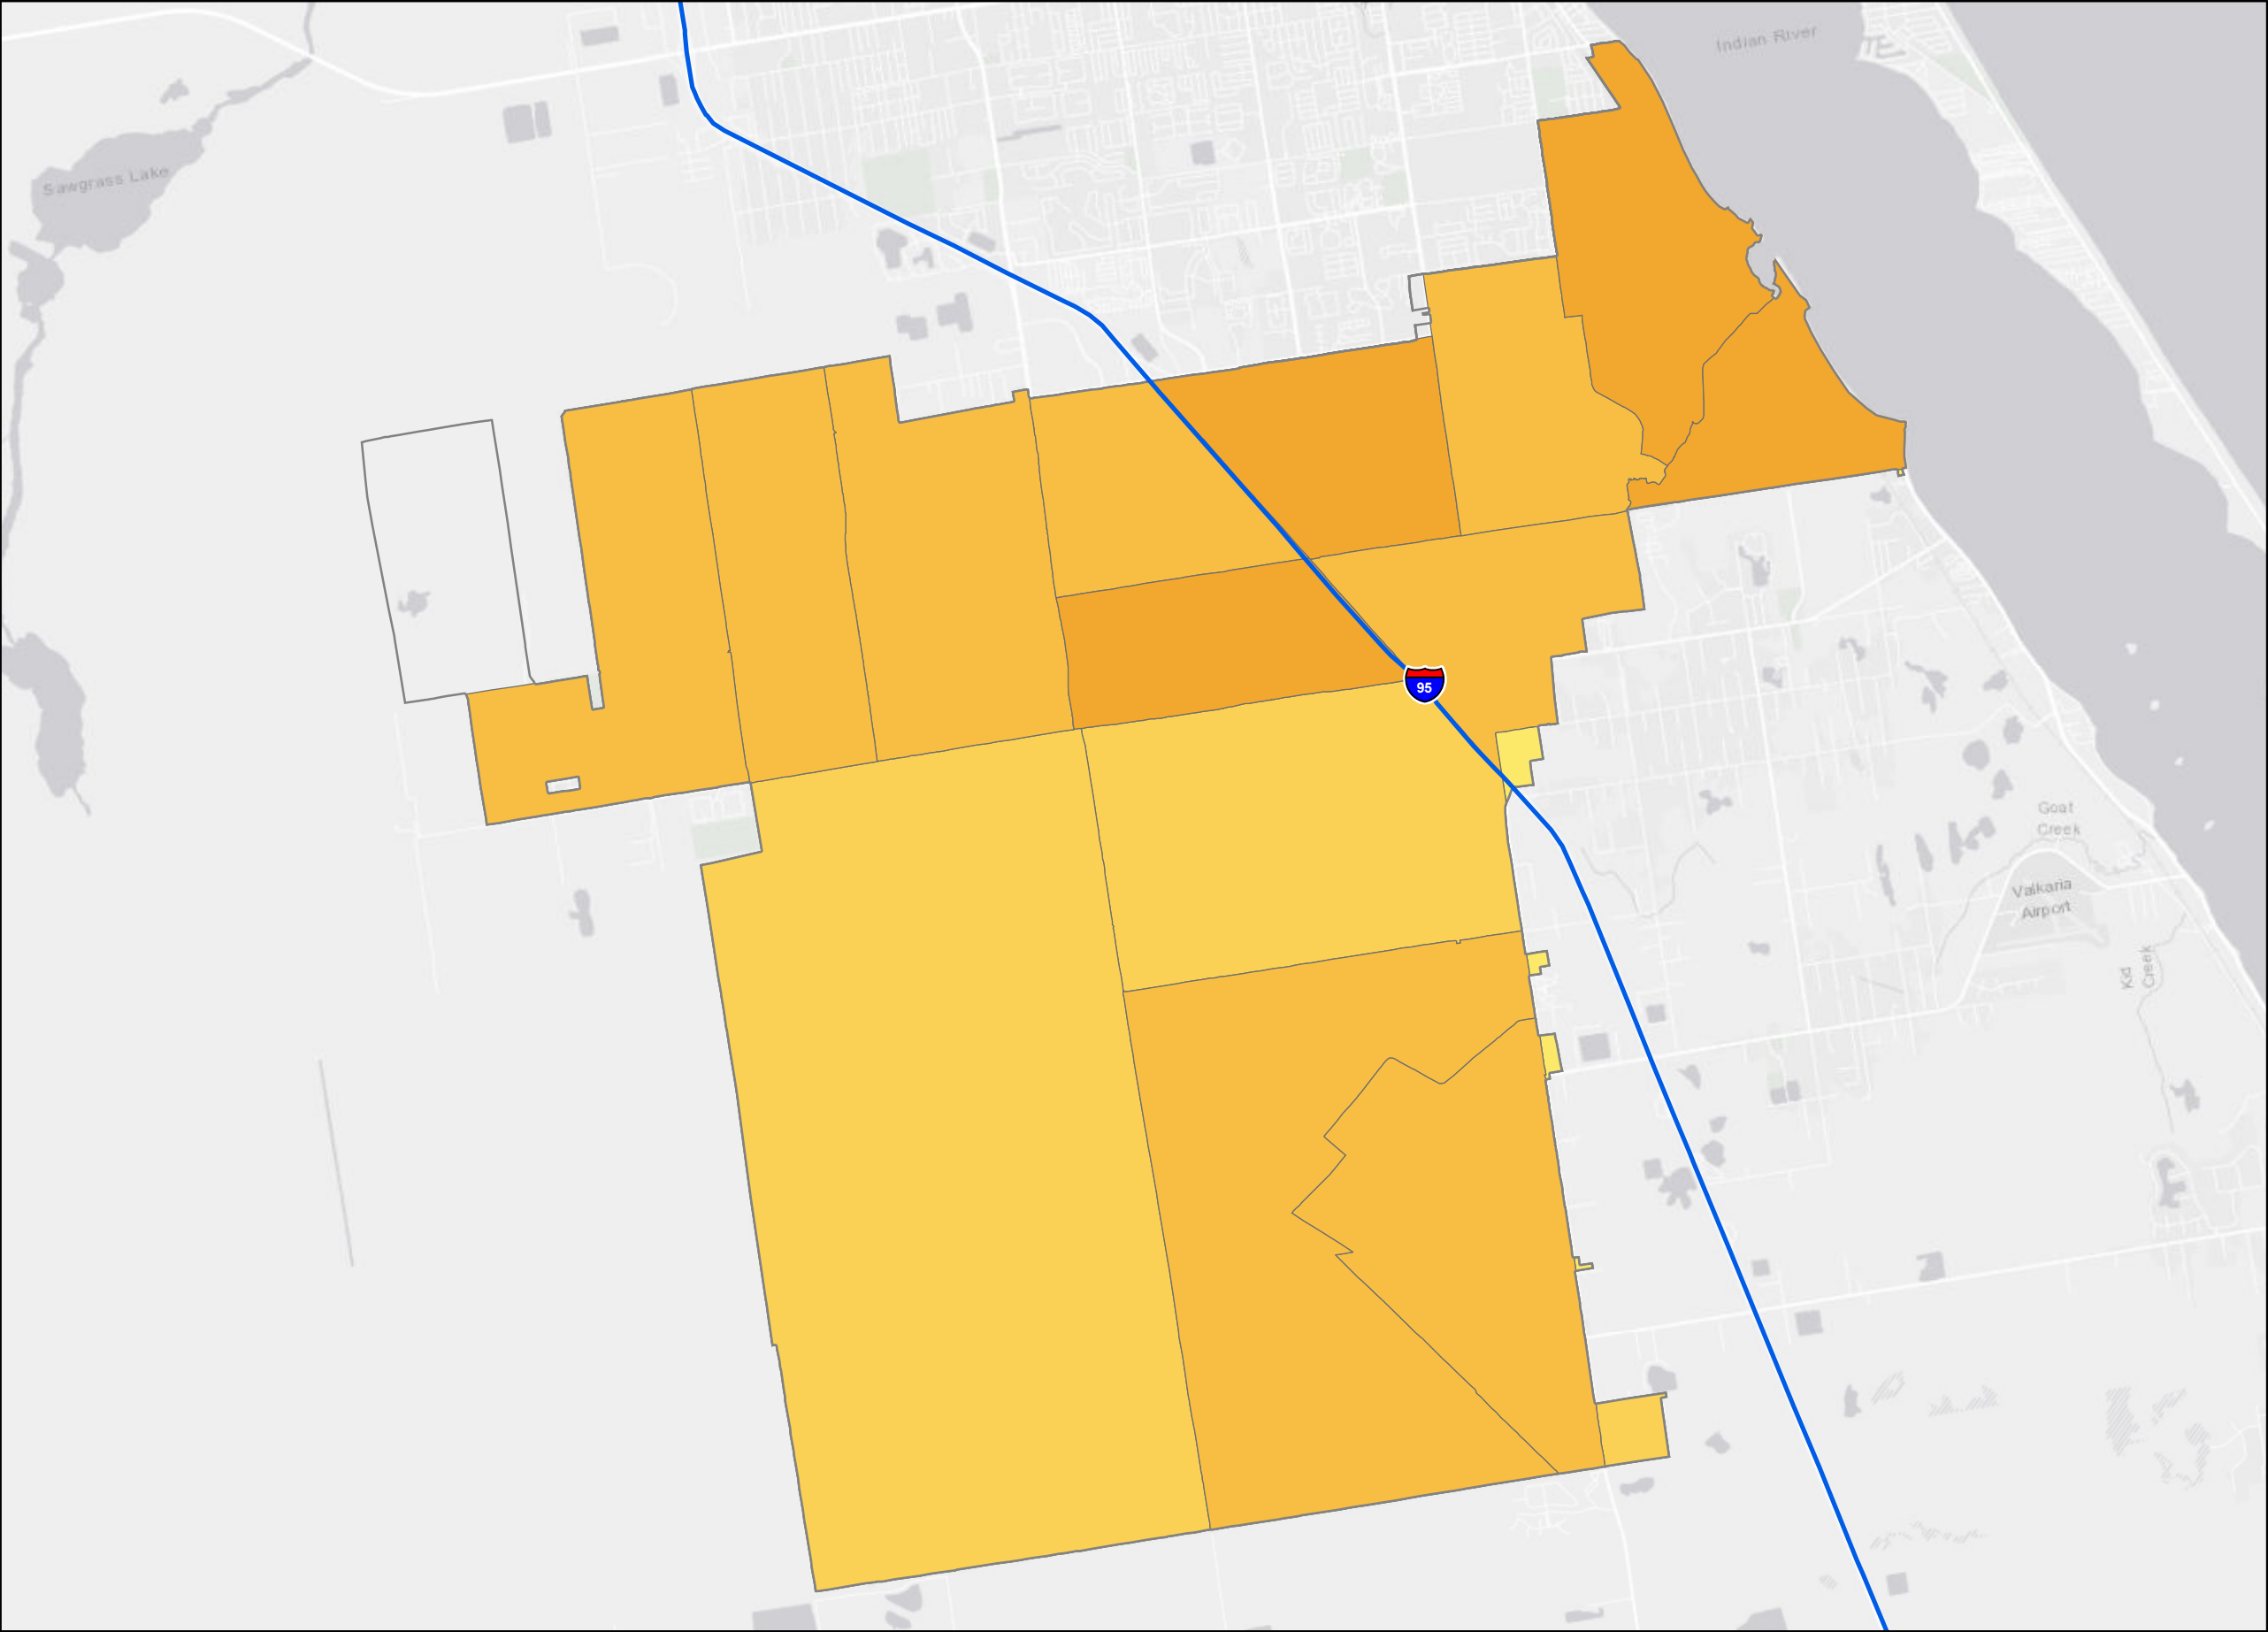 Indian River
Sawgrass Lake
95
Goat
Creek
Valkaria
Airport
Kid
Creek